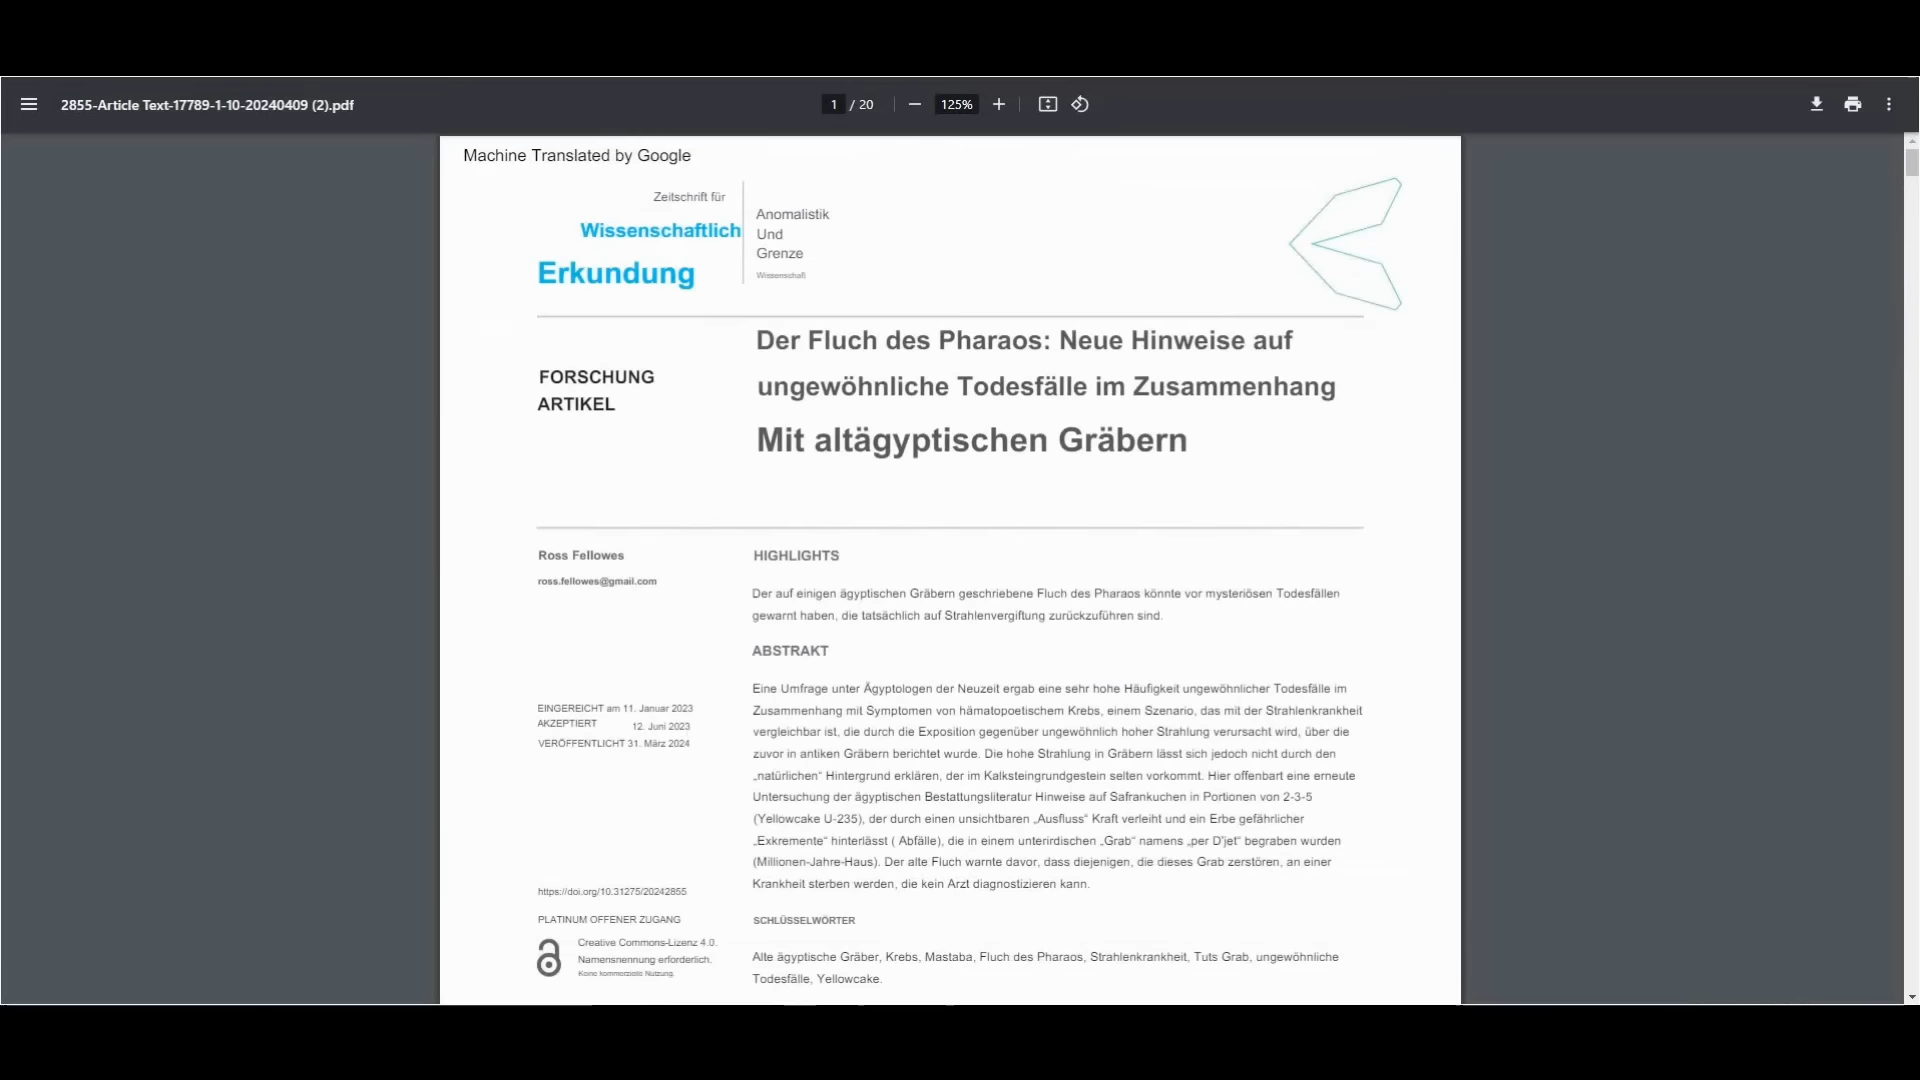 2855-Article Text-17789-1-10-20240409 (2).pdf
1 / 20
125%
Machine Translated by Google
Zeitschrift für
Wissenschaftlich
Erkundung
Anomalistik
Und
Grenze
Wissenschaft
FORSCHUNG
ARTIKEL
Der Fluch des Pharaos: Neue Hinweise auf
ungewöhnliche Todesfälle im Zusammenhang
Mit altägyptischen Gräbern
Ross Fellowes
ross.fellowes@gmail.com
EINGEREICHT am 11. Januar 2023
AKZEPTIERT 12. Juni 2023
VERÖFFENTLICHT 31. März 2024
https://doi.org/10.31275/20242855
PLATINUM OFFENER ZUGANG
Creative Commons-Lizenz 4.0.
Namensnennung erforderlich.
Keine kommerzielle Nutzung.
HIGHLIGHTS
Der auf einigen ägyptischen Gräbern geschriebene Fluch des Pharaos könnte vor mysteriösen Todesfällen
gewarnt haben, die tatsächlich auf Strahlenvergiftung zurückzuführen sind.
ABSTRAKT
Eine Umfrage unter Ägyptologen der Neuzeit ergab eine sehr hohe Häufigkeit ungewöhnlicher Todesfälle im
Zusammenhang mit Symptomen von hämatopoetischem Krebs, einem Szenario, das mit der Strahlenkrankheit
vergleichbar ist, die durch die Exposition gegenüber ungewöhnlich hoher Strahlung verursacht wird, über die
zuvor in antiken Gräbern berichtet wurde. Die hohe Strahlung in Gräbern lässt sich jedoch nicht durch den
„natürlichen“ Hintergrund erklären, der im Kalksteingrundgestein selten vorkommt. Hier offenbart eine erneute
Untersuchung der ägyptischen Bestattungsliteratur Hinweise auf Safrankuchen in Portionen von 2-3-5
(Yellowcake U-235), der durch einen unsichtbaren „Ausfluss“ Kraft verleiht und ein Erbe gefährlicher
„Exkremente“ hinterlässt ( Abfälle), die in einem unterirdischen „Grab“ namens „per D’jet“ begraben wurden
(Millionen-Jahre-Haus). Der alte Fluch warnte davor, dass diejenigen, die dieses Grab zerstören, an einer
Krankheit sterben werden, die kein Arzt diagnostizieren kann.
SCHLÜSSELWÖRTER
Alte ägyptische Gräber, Krebs, Mastaba, Fluch des Pharaos, Strahlenkrankheit, Tuts Grab, ungewöhnliche
Todesfälle, Yellowcake.